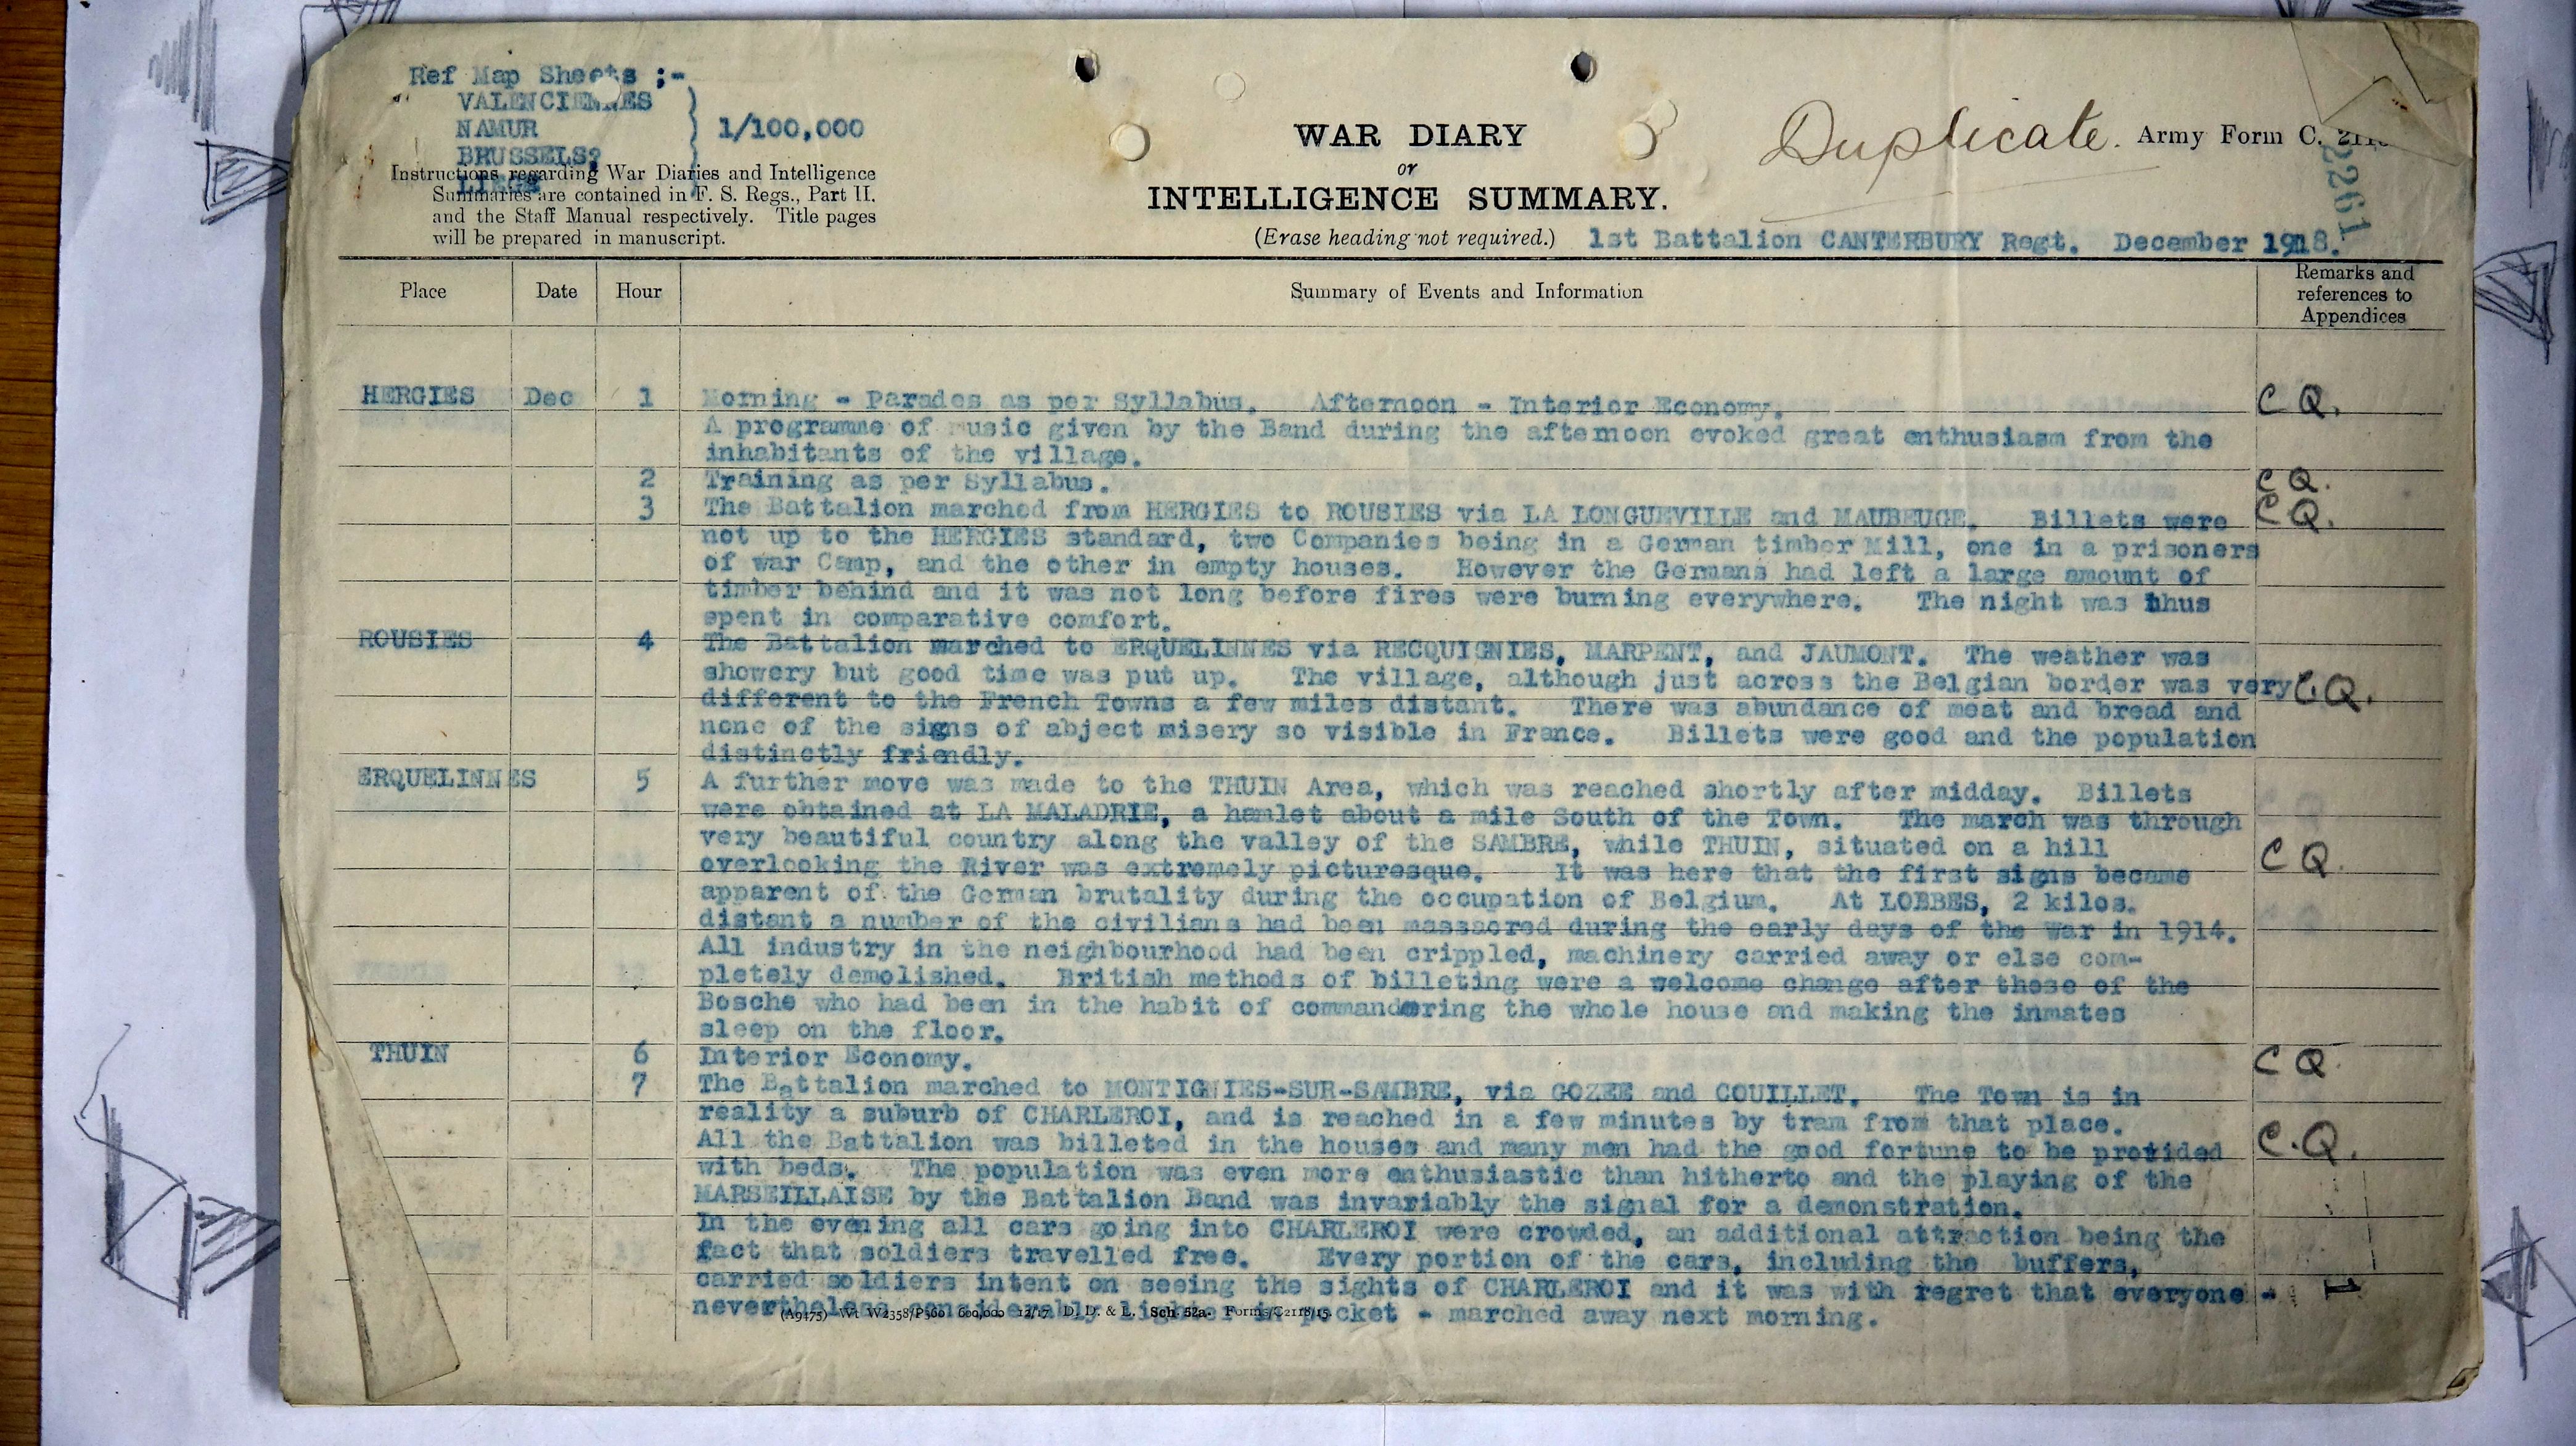 Ref Map Sheets ;-
VALENCIENNES
NAMUR
BRUSSELS?
LIEGE
1/100,000
Instructions regarding War Diaries and Intelligence
Summaries are contained in F. S. Regs., Part II.
and the Staff Manual respectively. Title pages
will be prepared in manuscript.
WAR DIARY
or
INTELLIGENCE SUMMARY.
(Erase heading not required.)
Duplicate.
Army Form C.
2261
1st Battalion CANTERBURY Regt. December 1918.
Place Date Hour Summary of Events and Information Remarks and
references to
Appendices
HERGIES Dec 1 Morning - Parades as per Syllabus. Afternoon - Interior Economy. C Q.
A programme of music given by the Band during the afternoon evoked great enthusiasm from the
inhabitants of the village.
2 Training as per Syllabus. C Q.
3 The Battalion marched from HERGIES to ROUSIES via LA LONGUEVILLE and MAUBEUGE. Billets were C Q.
not up to the HERGIES standard, two Companies being in a German timber Mill, one in a prisoners
of war Camp, and the other in empty houses. However the Germans had left a large amount of
timber behind and it was not long before fires were burning everywhere. The night was thus
spent in comparative comfort.
ROUSIES 4 The Battalion marched to ERQUELINNES via RECQUIGNIES, MARPENT, and JAUMONT. The weather was
showery but good time was put up. The village, although just across the Belgian border was very C.Q.
different to the French Towns a few miles distant. There was abundance of meat and bread and
none of the signs of abject misery so visible in France. Billets were good and the population
distinctly friendly.
ERQUELINNES 5 A further move was made to the THUIN Area, which was reached shortly after midday. Billets
were obtained at LA MALADRIE, a hamlet about a mile South of the Town. The march was through
very beautiful country along the valley of the SAMBRE, while THUIN, situated on a hill C Q.
overlooking the River was extremely picturesque. It was here that the first signs became
apparent of the German brutality during the occupation of Belgium. At LOBBES, 2 kilos.
distant a number of the civilians had been massacred during the early days of the War in 1914.
All industry in the neighbourhood had been crippled, machinery carried away or else com-
pletely demolished. British methods of billeting were a welcome change after those of the
Bosche who had been in the habit of commandering the whole house and making the inmates
sleep on the floor.
THUIN 6 Interior Economy. C Q.
7 The Battalion marched to MONTIGNIES-SUR-SAMBRE, via GOZEE and COUILLET. The Town is in
reality a suburb of CHARLEROI, and is reached in a few minutes by tram from that place.
All the Battalion was billeted in the houses and many men had the good fortune to be provided C.Q.
with beds. The population was even more enthusiastic than hitherto and the playing of the
MARSEILLAISE by the Battalion Band was invariably the signal for a demonstration.
In the evening all cars going into CHARLEROI were crowded, an additional attraction being the
fact that soldiers travelled free. Every portion of the cars, including the buffers,
carried soldiers intent on seeing the sights of CHARLEROI and it was with regret that everyone -
nevertheless considerably lighter in pocket - marched away next morning.
(A9475) Wt W2358/P360 600,000 12/17 D. D. & L. Sch. 52a. Forms/C2118/15.
1